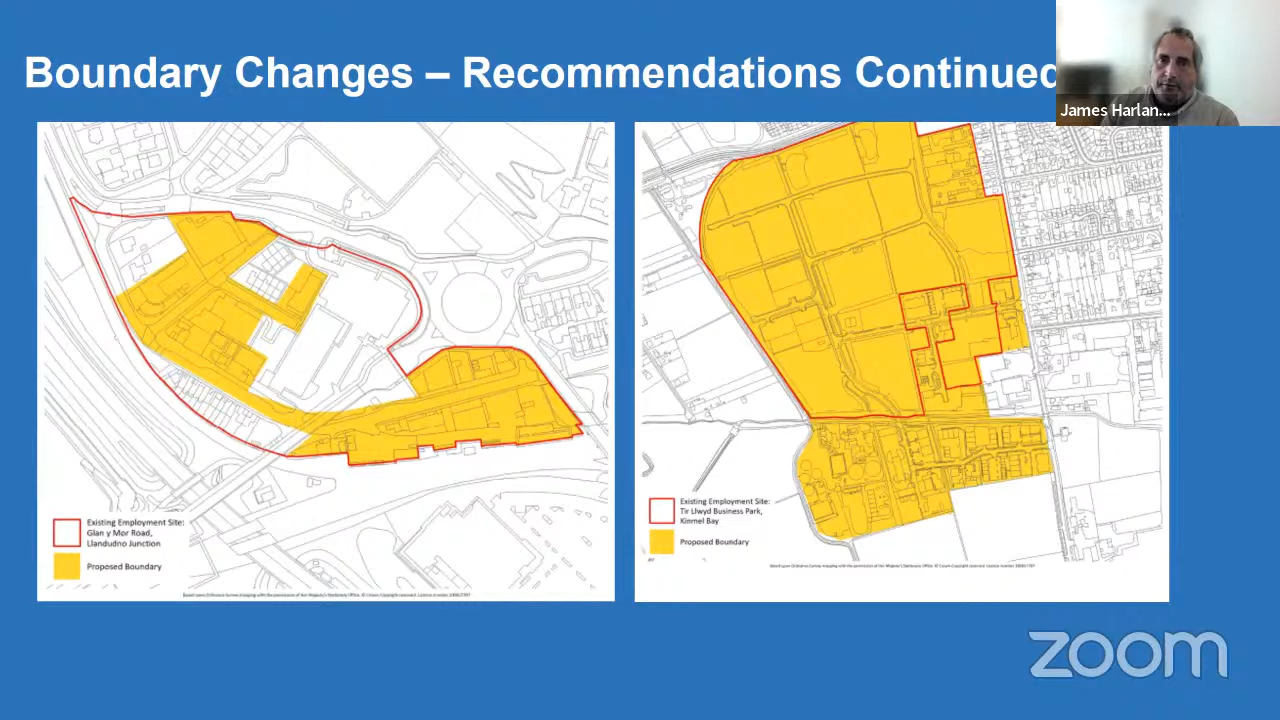 Boundary Changes – Recommendations Continued
James Harlan...
Existing Employment Site:
Glan y Mor Road,
Llandudno Junction
Proposed Boundary
Existing Employment Site:
Tir Llwyd Business Park,
Kinmel Bay
Proposed Boundary
zoom